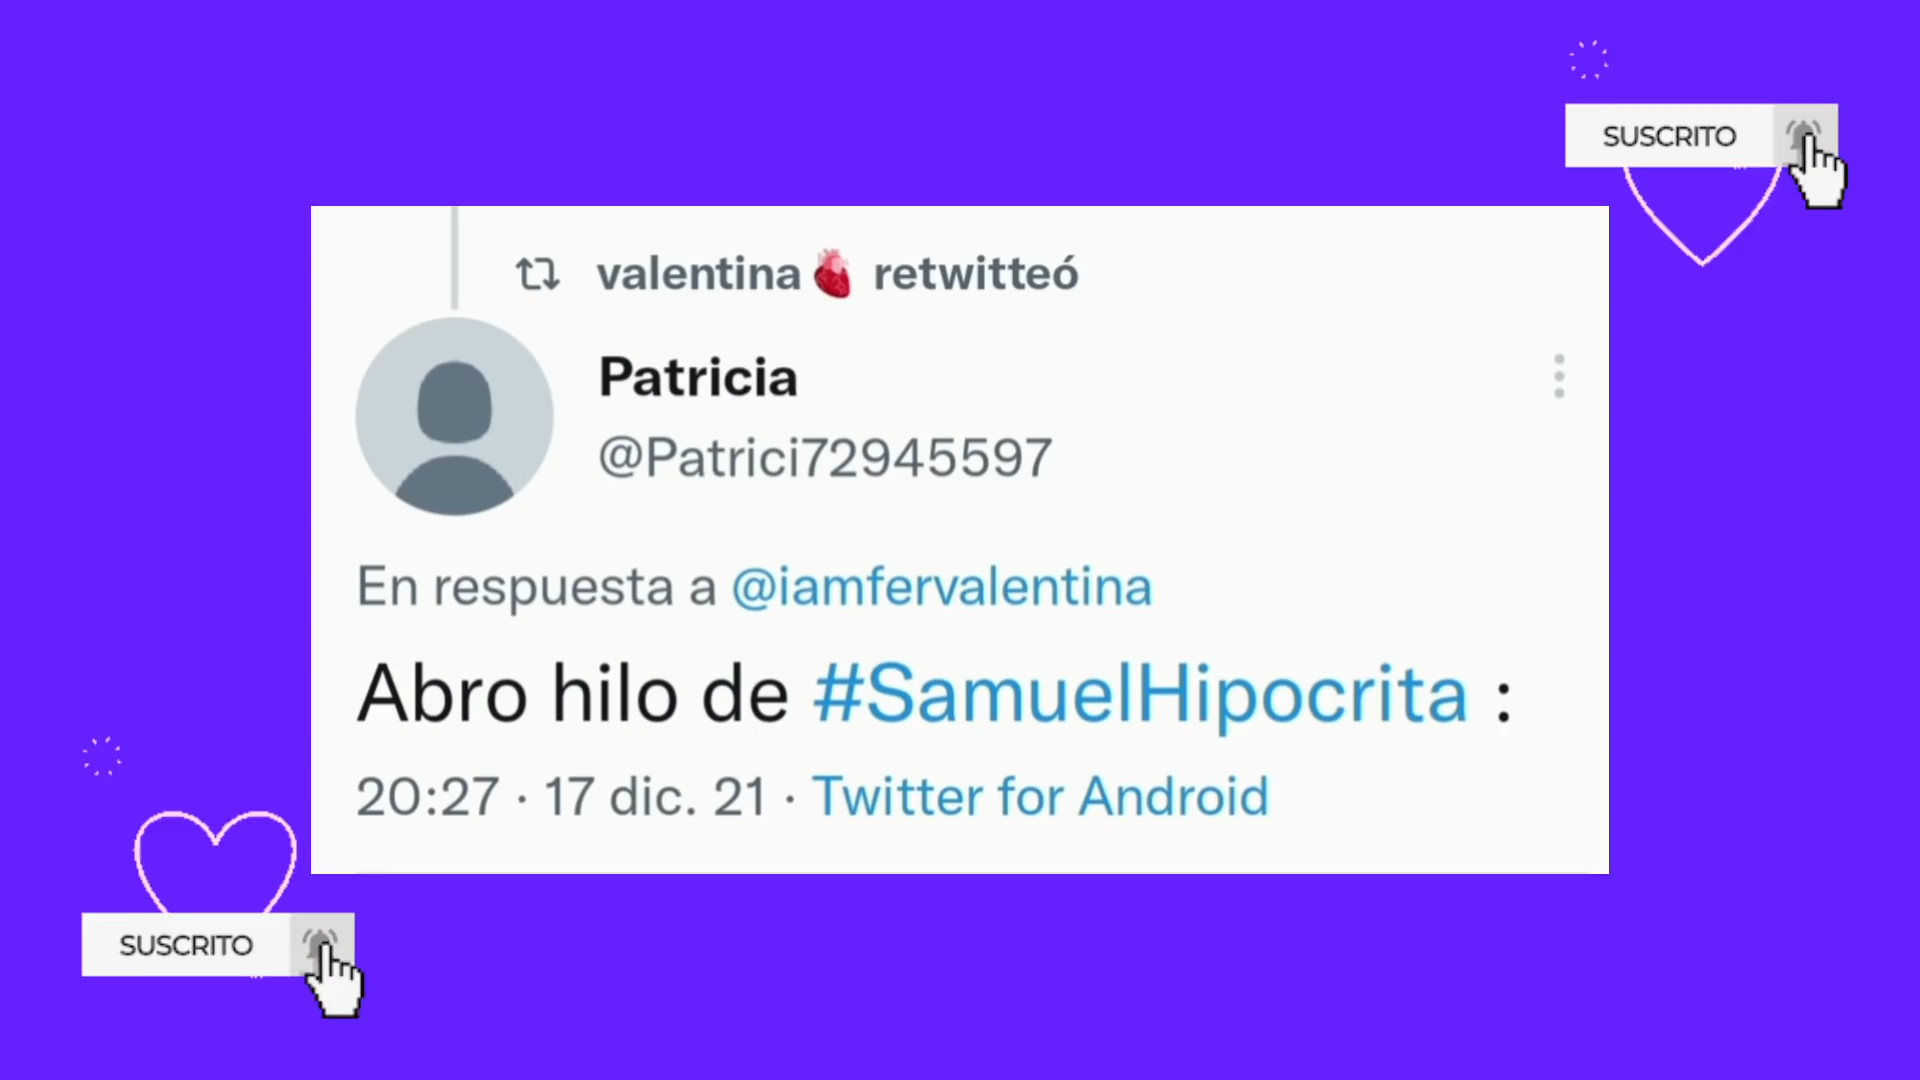 SUSCRITO
valentina🫀 retwitteó
Patricia
@Patrici72945597
En respuesta a @iamfervalentina
Abro hilo de #SamuelHipocrita :
20:27 · 17 dic. 21 · Twitter for Android
SUSCRITO